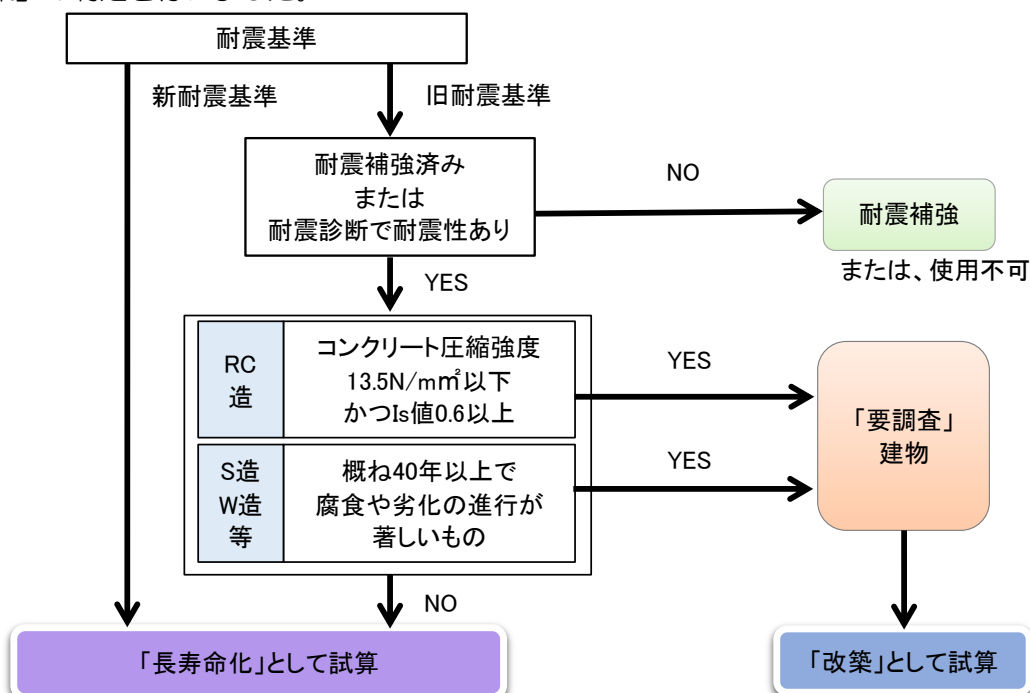 耐震基準
新耐震基準
旧耐震基準
耐震補強済み
または
耐震診断で耐震性あり
NO
耐震補強
または、使用不可
YES
RC
造
コンクリート圧縮強度
13.5N/m㎡以下
かつIs値0.6以上
YES
「要調査」
建物
S造
W造
等
概ね40年以上で
腐食や劣化の進行が
著しいもの
YES
NO
「長寿命化」として試算
「改築」として試算